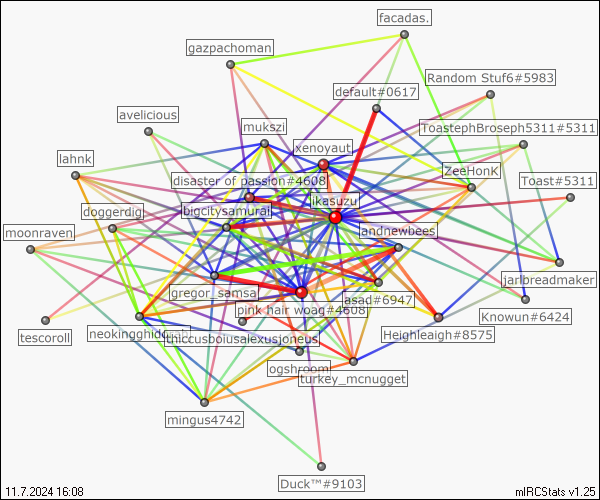 facadas.
gazpachoman
Random Stuf6#5983
default#0617
avelicious
mukszi
ToastephBroseph5311#5311
xenoyaut
lahnk
ZeeHonK
disaster of passion#4608
Toast#5311
ikasuzu
doggerdig
bigcitysamurai
moonraven
andnewbees
jarlbreadmaker
gregor_samsa
asad#6947
pink hair woag#4608
Knowun#6424
tescoroll
neokingghidorah
thiccusboiusalexusjoneus
Heighleaigh#8575
ogshroom
turkey_mcnugget
mingus4742
Duck™#9103
11.7.2024 16:08
mIRCStats v1.25